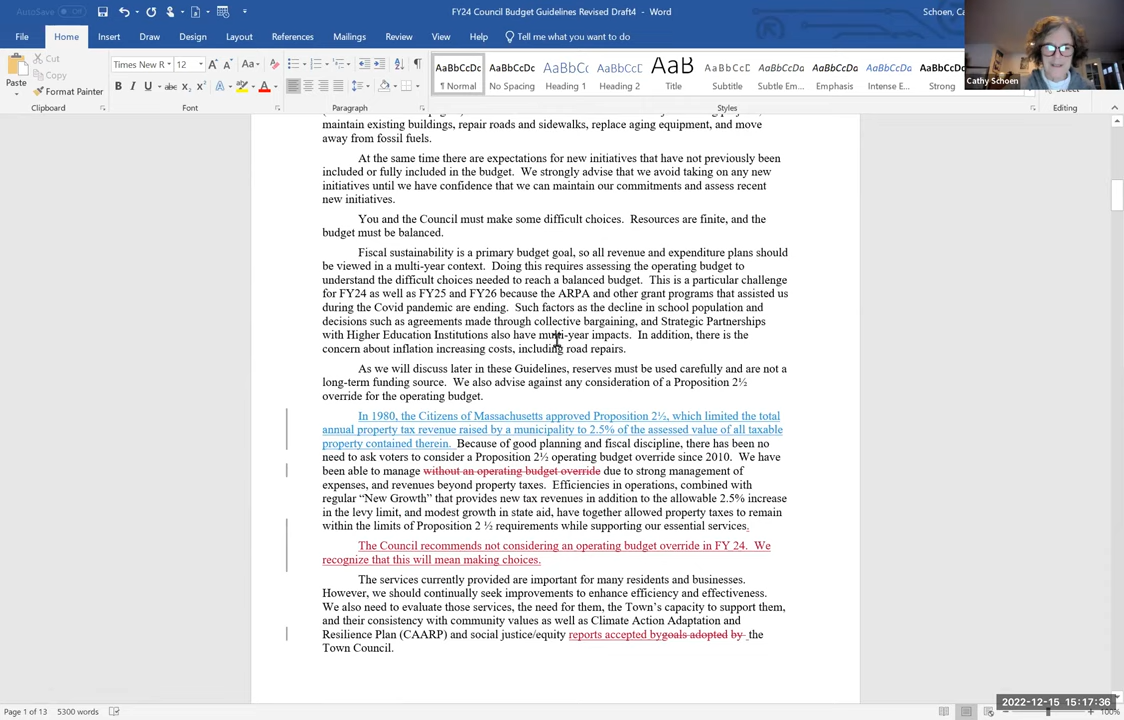 AutoSave Off
FY24 Council Budget Guidelines Revised Draft4 - Word
Schoen, Ca
File Home Insert Draw Design Layout References Mailings Review View Help Tell me what you want to do
Cathy Schoen
Paste
Cut
Copy
Format Painter
Clipboard
Times New R 12
Font
Paragraph
AaBbCcDc AaBbCcDc AaBbCcC AaBbCcE AaB AaBbCcD AaBbCcDa AaBbCcDa AaBbCcDa AaBbCcDc
¶ Normal No Spacing Heading 1 Heading 2 Title Subtitle Subtle Em... Emphasis Intense E... Strong
Styles
Editing
maintain existing buildings, repair roads and sidewalks, replace aging equipment, and move
away from fossil fuels.
At the same time there are expectations for new initiatives that have not previously been
included or fully included in the budget. We strongly advise that we avoid taking on any new
initiatives until we have confidence that we can maintain our commitments and assess recent
new initiatives.
You and the Council must make some difficult choices. Resources are finite, and the
budget must be balanced.
Fiscal sustainability is a primary budget goal, so all revenue and expenditure plans should
be viewed in a multi-year context. Doing this requires assessing the operating budget to
understand the difficult choices needed to reach a balanced budget. This is a particular challenge
for FY24 as well as FY25 and FY26 because the ARPA and other grant programs that assisted us
during the Covid pandemic are ending. Such factors as the decline in school population and
decisions such as agreements made through collective bargaining, and Strategic Partnerships
with Higher Education Institutions also have multi-year impacts. In addition, there is the
concern about inflation increasing costs, including road repairs.
As we will discuss later in these Guidelines, reserves must be used carefully and are not a
long-term funding source. We also advise against any consideration of a Proposition 2½
override for the operating budget.
In 1980, the Citizens of Massachusetts approved Proposition 2½, which limited the total
annual property tax revenue raised by a municipality to 2.5% of the assessed value of all taxable
property contained therein. Because of good planning and fiscal discipline, there has been no
need to ask voters to consider a Proposition 2½ operating budget override since 2010. We have
been able to manage without an operating budget override due to strong management of
expenses, and revenues beyond property taxes. Efficiencies in operations, combined with
regular “New Growth” that provides new tax revenues in addition to the allowable 2.5% increase
in the levy limit, and modest growth in state aid, have together allowed property taxes to remain
within the limits of Proposition 2 ½ requirements while supporting our essential services.
The Council recommends not considering an operating budget override in FY 24. We
recognize that this will mean making choices.
The services currently provided are important for many residents and businesses.
However, we should continually seek improvements to enhance efficiency and effectiveness.
We also need to evaluate those services, the need for them, the Town’s capacity to support them,
and their consistency with community values as well as Climate Action Adaptation and
Resilience Plan (CAARP) and social justice/equity reports accepted bygoals adopted by the
Town Council.
Page 1 of 13 5300 words
2022-12-15 15:17:36
100%